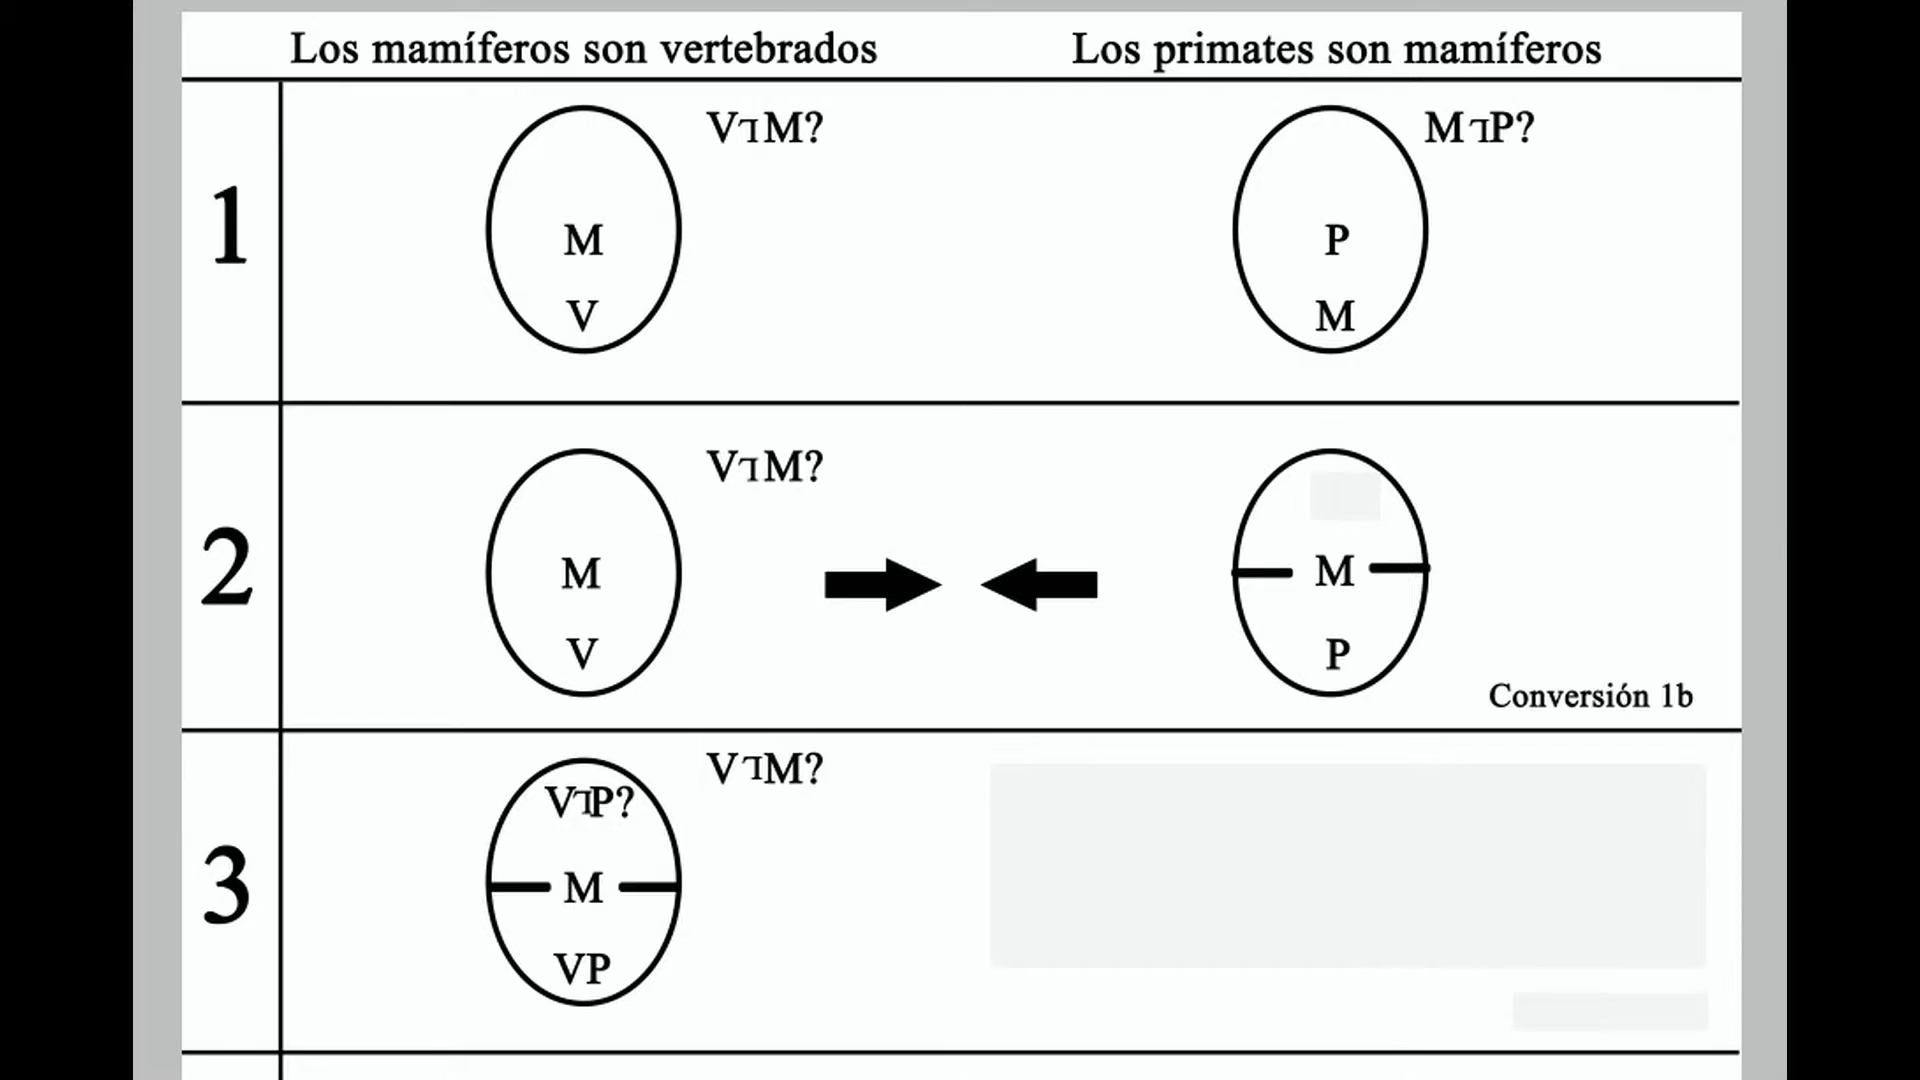 Los mamíferos son vertebrados
Los primates son mamíferos
1
M
V
V⅂M?
P
M
M⅂P?
2
M
V
V⅂M?
M
P
Conversión 1b
3
V⅂P?
M
VP
V⅂M?